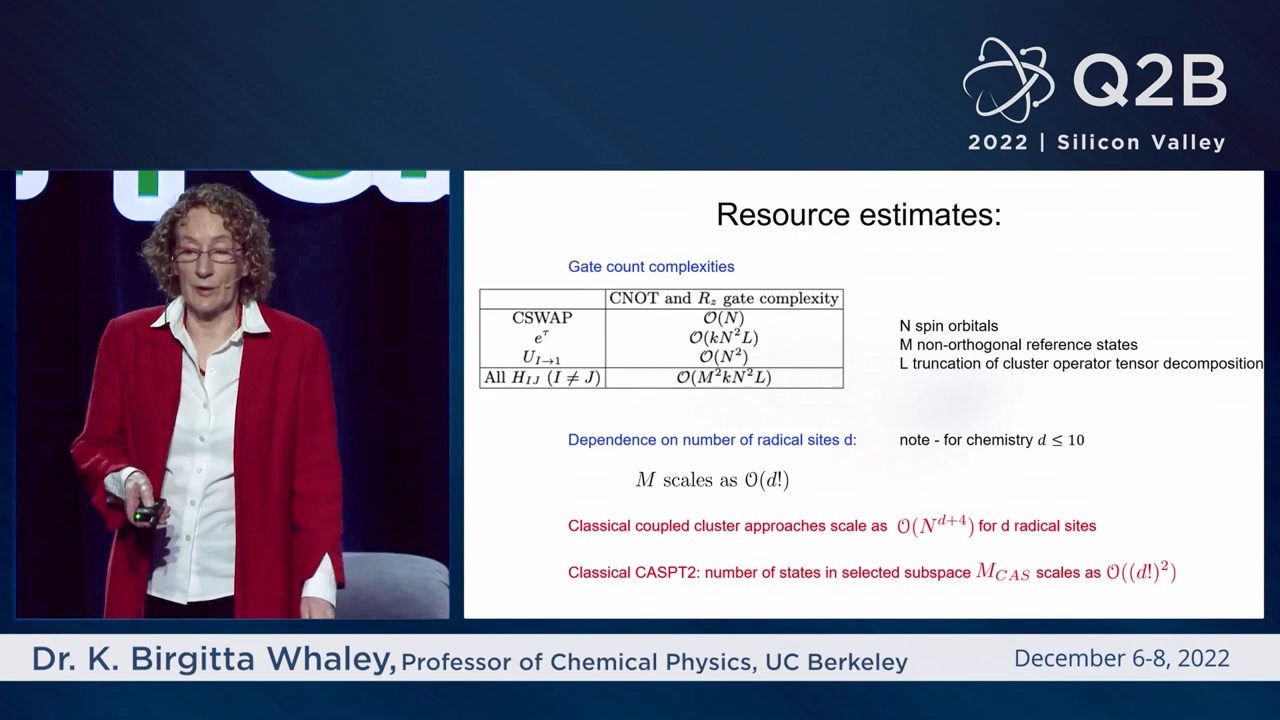 Q2B
2022 | Silicon Valley
Resource estimates:
Gate count complexities
CNOT and R_z gate complexity
CSWAP O(N)
e^τ O(kN²L)
U_{I→1} O(N²)
All H_{IJ} (I ≠ J) O(M²kN²L)
N spin orbitals
M non-orthogonal reference states
L truncation of cluster operator tensor decomposition
Dependence on number of radical sites d:
note - for chemistry d ≤ 10
M scales as O(d!)
Classical coupled cluster approaches scale as O(N^{d+4}) for d radical sites
Classical CASPT2: number of states in selected subspace M_{CAS} scales as O((d!)²)
Dr. K. Birgitta Whaley, Professor of Chemical Physics, UC Berkeley
December 6-8, 2022